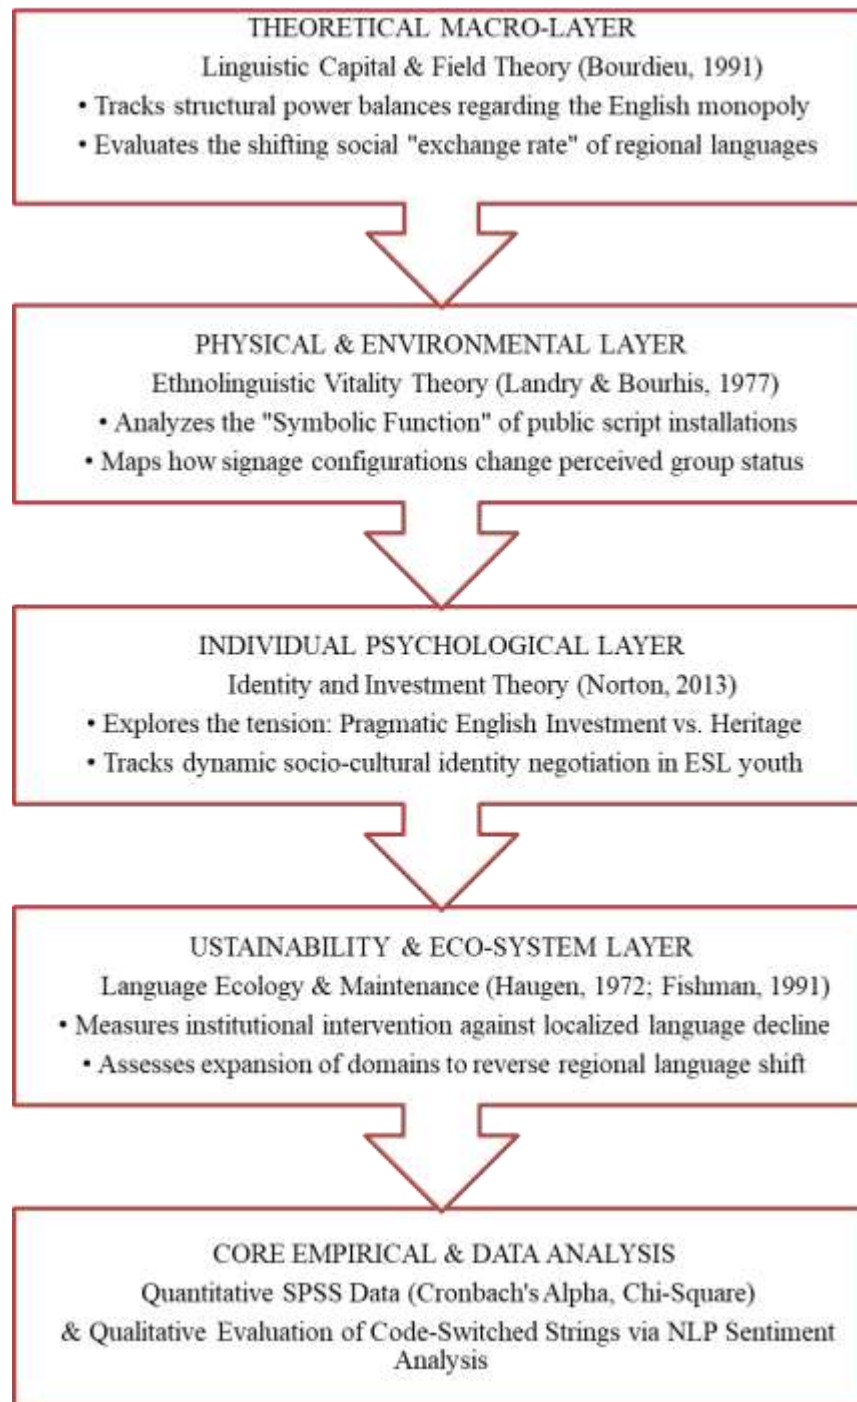 THEORETICAL MACRO-LAYER
Linguistic Capital & Field Theory (Bourdieu, 1991)
• Tracks structural power balances regarding the English monopoly
• Evaluates the shifting social "exchange rate" of regional languages
PHYSICAL & ENVIRONMENTAL LAYER
Ethnolinguistic Vitality Theory (Landry & Bourhis, 1977)
• Analyzes the "Symbolic Function" of public script installations
• Maps how signage configurations change perceived group status
INDIVIDUAL PSYCHOLOGICAL LAYER
Identity and Investment Theory (Norton, 2013)
• Explores the tension: Pragmatic English Investment vs. Heritage
• Tracks dynamic socio-cultural identity negotiation in ESL youth
USTAINABILITY & ECO-SYSTEM LAYER
Language Ecology & Maintenance (Haugen, 1972; Fishman, 1991)
• Measures institutional intervention against localized language decline
• Assesses expansion of domains to reverse regional language shift
CORE EMPIRICAL & DATA ANALYSIS
Quantitative SPSS Data (Cronbach's Alpha, Chi-Square)
& Qualitative Evaluation of Code-Switched Strings via NLP Sentiment
Analysis